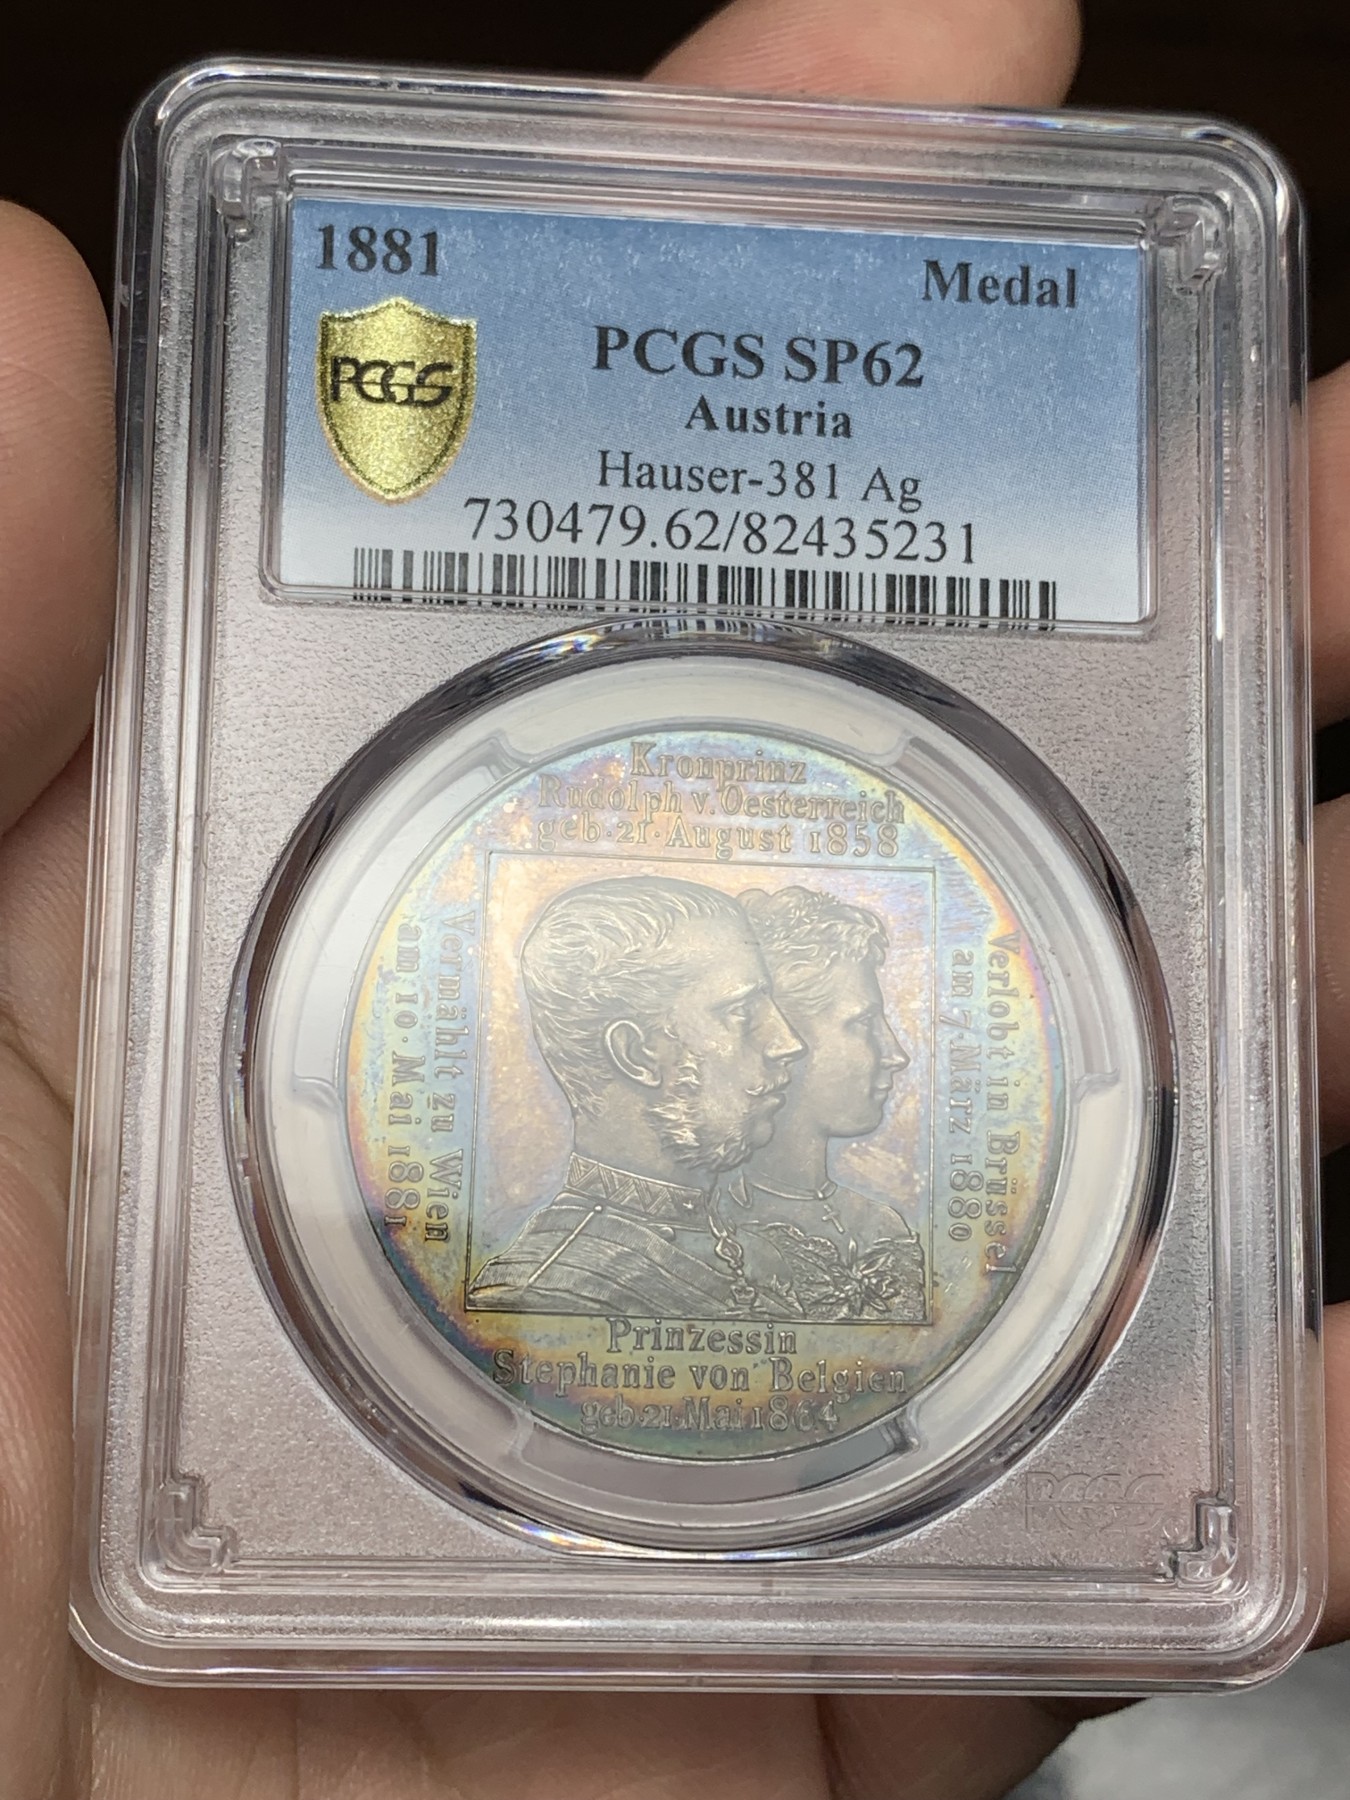 1881
Medal
PCGS
PCGS SP62
Austria
Hauser-381 Ag
730479.62/82435231
Kronprinz
Rudolph v. Oesterreich
geb·21·August 1858
Verlobt in Brüssel
am 7·März 1880
Vermählt zu Wien
am 10·Mai 1881
Prinzessin
Stephanie von Belgien
geb·21·Mai 1864
PCGS